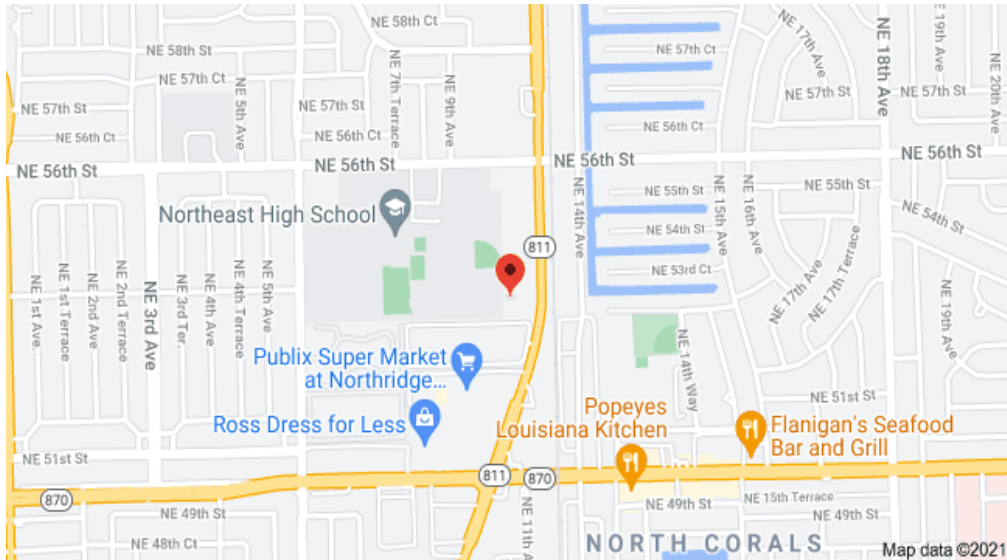 NE 58th Ct
NE 58th St
NE 57th Ct
NE 57th St
NE 5th Ave
NE 57th St
NE 56th Ct
NE 56th Ct
NE 7th Terrace
NE 9th Ave
NE 57th Ct
NE 17th Ave
NE 57th St
NE 18th Ave
NE 19th Ave
NE 20th Ave
NE 57th St
NE 56th Ct
NE 56th St
NE 56th St
NE 56th St
NE 56th St
Northeast High School
811
NE 14th Ave
NE 55th St
NE 54th St
NE 53rd Ct
NE 15th Ave
NE 16th Ave
NE 55th St
NE 54th St
NE 17th Ave
NE 17th Terrace
NE 19th Ave
NE 1st Ave.
NE 1st Terrace
NE 2nd Ave
NE 2nd Terrace
NE 3rd Ave
NE 3rd Ter.
NE 4th Ave
NE 4th Terrace
NE 5th Ave
Publix Super Market
at Northridge...
Ross Dress for Less
NE 14th Way
NE 51st St
Popeyes
Louisiana Kitchen
Flanigan's Seafood
Bar and Grill
NE 51st St
870
811
870
NE 49th St
NE 48th Ct
NE 11th A
NE 49th St
NE 15th Terrace
NE 49th St
NORTH CORALS
Map data ©2021